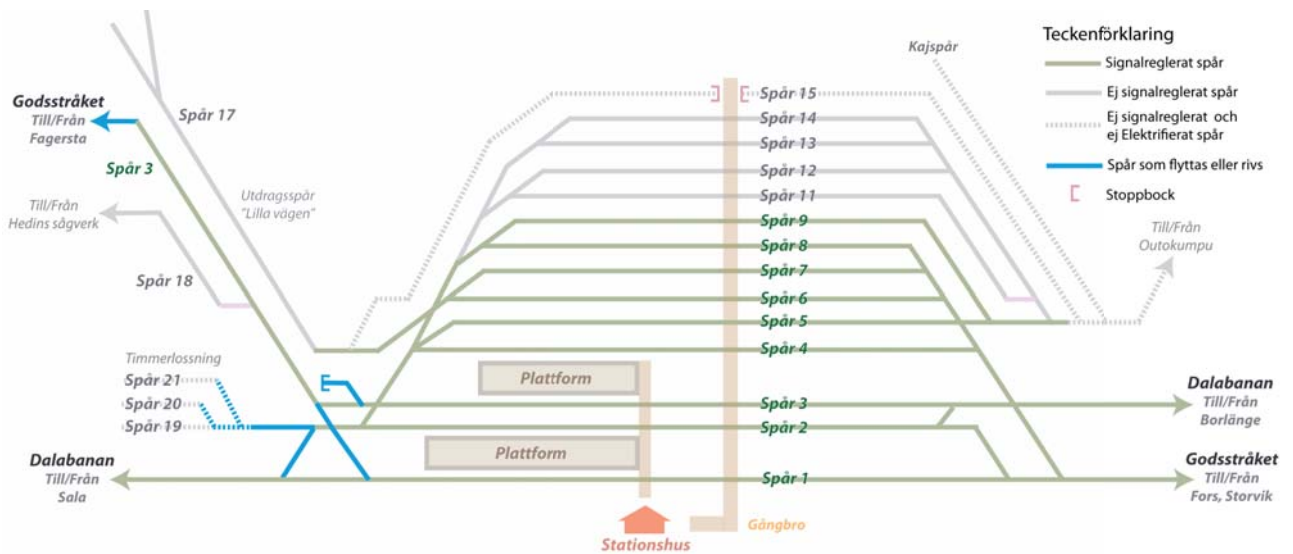 Teckenförklaring
Signalreglerat spår
Ej signalreglerat spår
Ej signalreglerat och
ej Elektrifierat spår
Spår som flyttas eller rivs
Stoppbock
Kajspår
Godsstråket
Till/Från
Fagersta
Spår 17
Spår 3
Till/Från
Hedins sågverk
Utdragsspår
"Lilla vägen"
Spår 18
Spår 15
Spår 14
Spår 13
Spår 12
Spår 11
Spår 9
Spår 8
Spår 7
Spår 6
Spår 5
Spår 4
Spår 3
Spår 2
Spår 1
Till/Från
Outokumpu
Timmerlossning
Spår 21
Spår 20
Spår 19
Plattform
Plattform
Dalabanan
Till/Från
Borlänge
Dalabanan
Till/Från
Sala
Godsstråket
Till/Från
Fors, Storvik
Gångbro
Stationshus